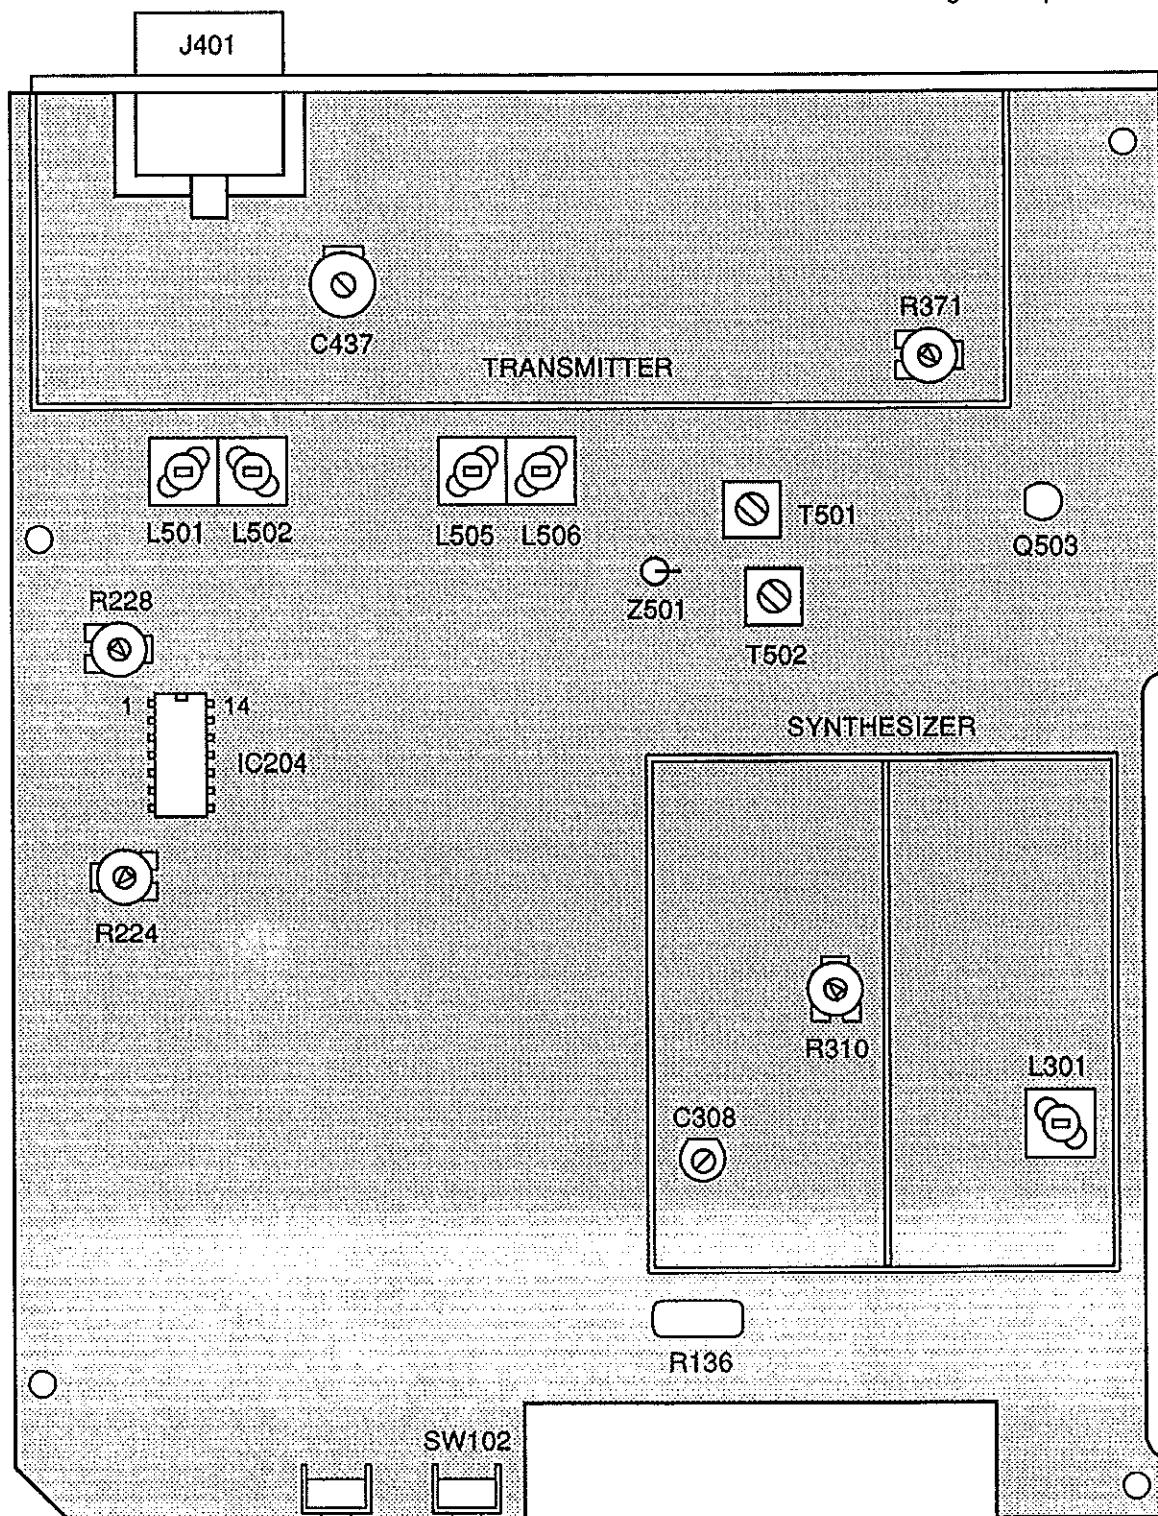 J401
R371
C437
TRANSMITTER
L501 L502
L505 L506
T501
Q503
Z501
R228
T502
1 14
SYNTHESIZER
IC204
R224
R310
L301
C308
R136
SW102